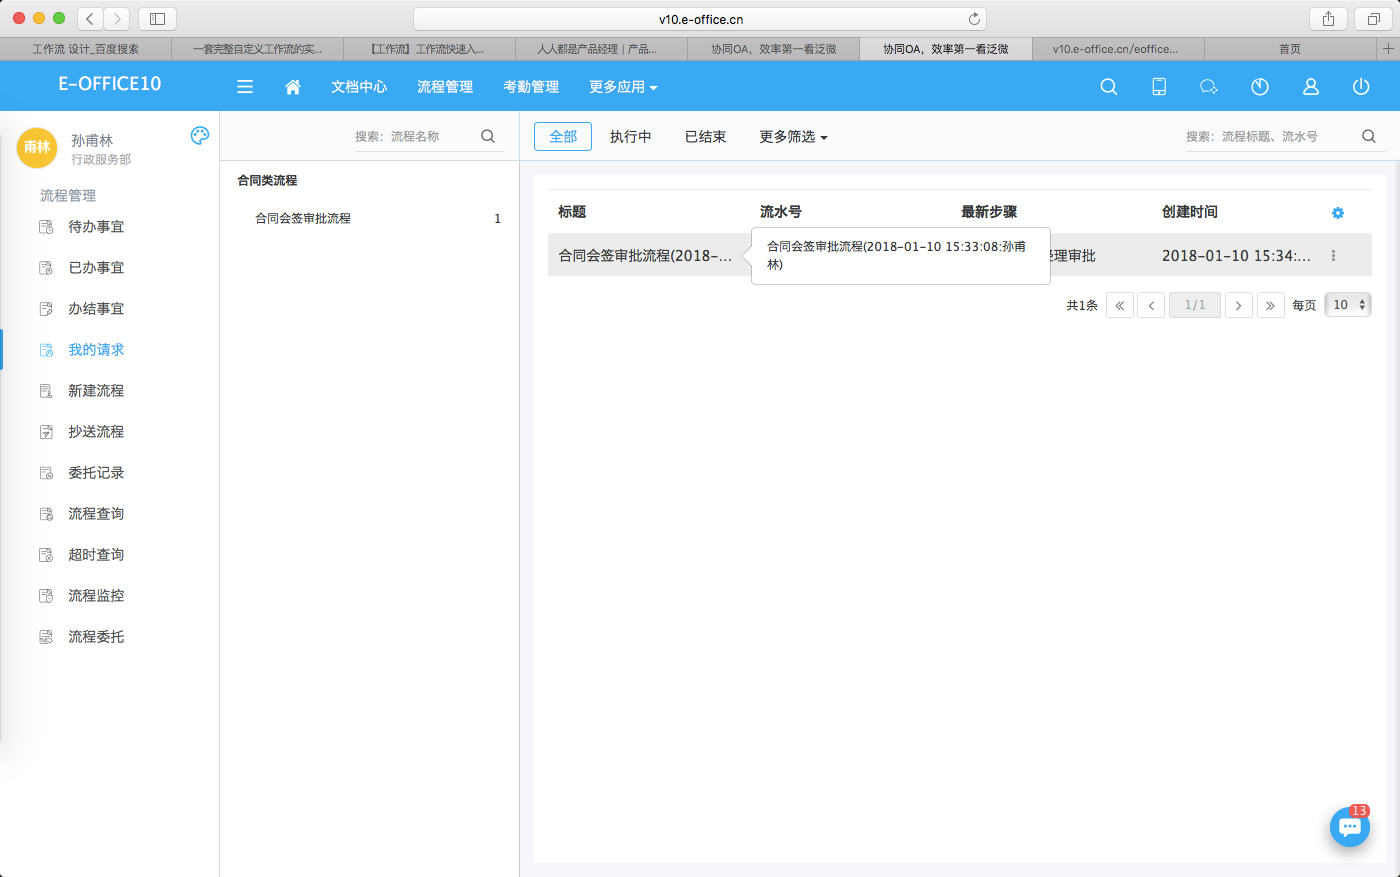 v10.e-office.cn
工作流 设计_百度搜索
一套完整自定义工作流的实...
【工作流】工作流快速入...
人人都是产品经理 | 产品...
协同OA，效率第一看泛微
协同OA，效率第一看泛微
v10.e-office.cn/eoffice...
首页
E-OFFICE10
文档中心
流程管理
考勤管理
更多应用
甫林
孙甫林
行政服务部
流程管理
待办事宜
已办事宜
办结事宜
我的请求
新建流程
抄送流程
委托记录
流程查询
超时查询
流程监控
流程委托
搜索：流程名称
合同类流程
合同会签审批流程 1
全部 执行中 已结束 更多筛选
搜索：流程标题、流水号
标题 流水号 最新步骤 创建时间
合同会签审批流程(2018-... 理审批 2018-01-10 15:34:...
合同会签审批流程(2018-01-10 15:33:08:孙甫
林)
共1条 1/1 每页 10
13